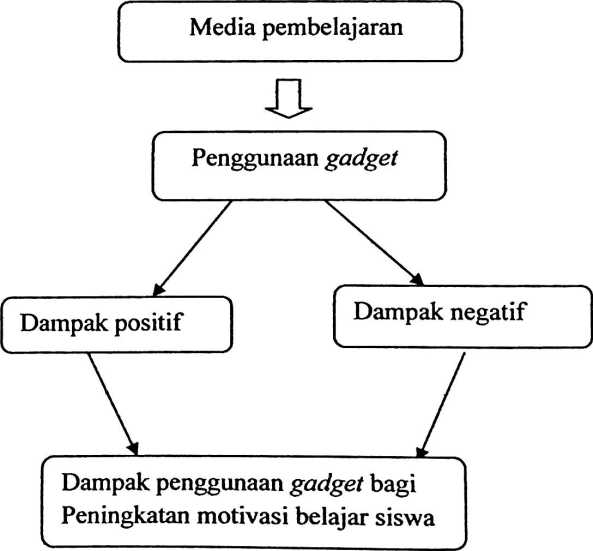 Media pembelajaran
Penggunaan gadget
Dampak positif
Dampak negatif
Dampak penggunaan gadget bagi
Peningkatan motivasi belajar siswa